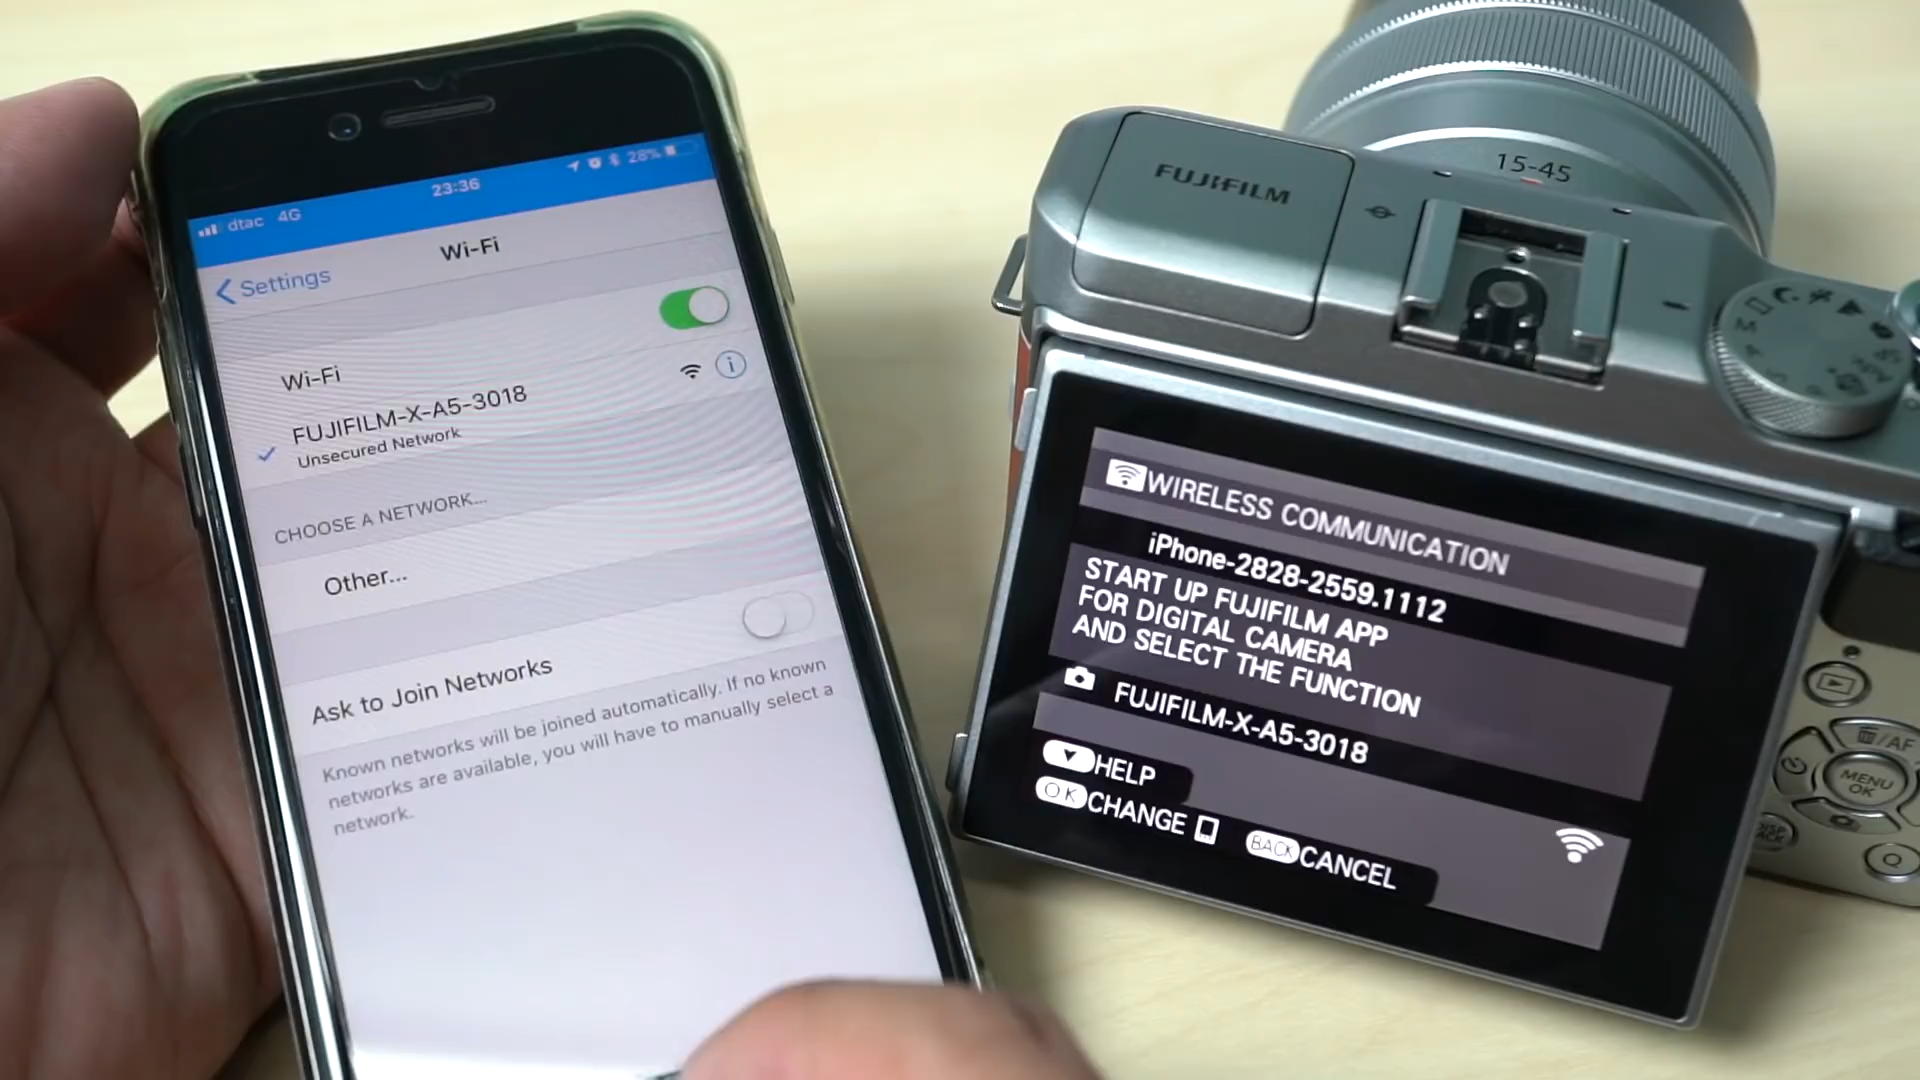 dtac 4G 23:36 28%
Settings Wi-Fi
Wi-Fi
FUJIFILM-X-A5-3018
Unsecured Network
CHOOSE A NETWORK...
Other...
Ask to Join Networks
Known networks will be joined automatically. If no known
networks are available, you will have to manually select a
network.
FUJIFILM
15-45
WIRELESS COMMUNICATION
iPhone-2828-2559.1112
START UP FUJIFILM APP
FOR DIGITAL CAMERA
AND SELECT THE FUNCTION
FUJIFILM-X-A5-3018
HELP
OK CHANGE BACK CANCEL
M
A
/AF
MENU
OK
DISP
BACK